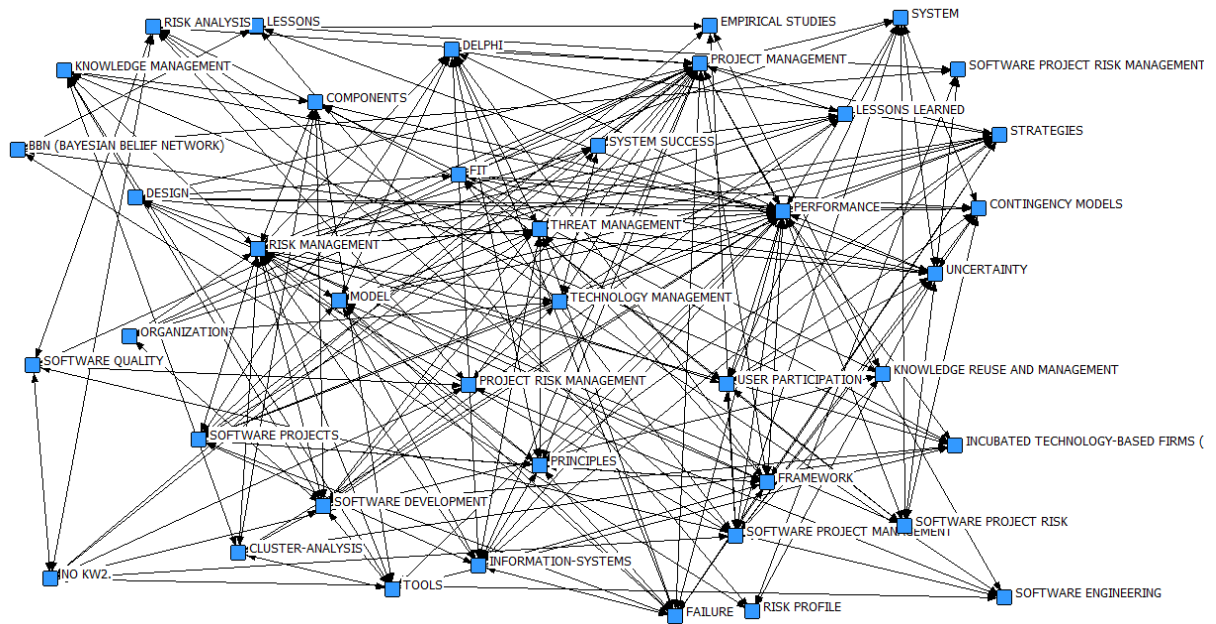 SYSTEM
RISK ANALYSIS
LESSONS
EMPIRICAL STUDIES
DELPHI
PROJECT MANAGEMENT
KNOWLEDGE MANAGEMENT
SOFTWARE PROJECT RISK MANAGEMENT
COMPONENTS
LESSONS LEARNED
STRATEGIES
BBN (BAYESIAN BELIEF NETWORK)
SYSTEM SUCCESS
FIT
DESIGN
PERFORMANCE
CONTINGENCY MODELS
THREAT MANAGEMENT
RISK MANAGEMENT
UNCERTAINTY
MODEL
TECHNOLOGY MANAGEMENT
ORGANIZATION
SOFTWARE QUALITY
KNOWLEDGE REUSE AND MANAGEMENT
PROJECT RISK MANAGEMENT
USER PARTICIPATION
SOFTWARE PROJECTS
INCUBATED TECHNOLOGY-BASED FIRMS (
PRINCIPLES
FRAMEWORK
SOFTWARE DEVELOPMENT
SOFTWARE PROJECT RISK
SOFTWARE PROJECT MANAGEMENT
CLUSTER-ANALYSIS
INFORMATION-SYSTEMS
NO KW2.
TOOLS
SOFTWARE ENGINEERING
FAILURE
RISK PROFILE